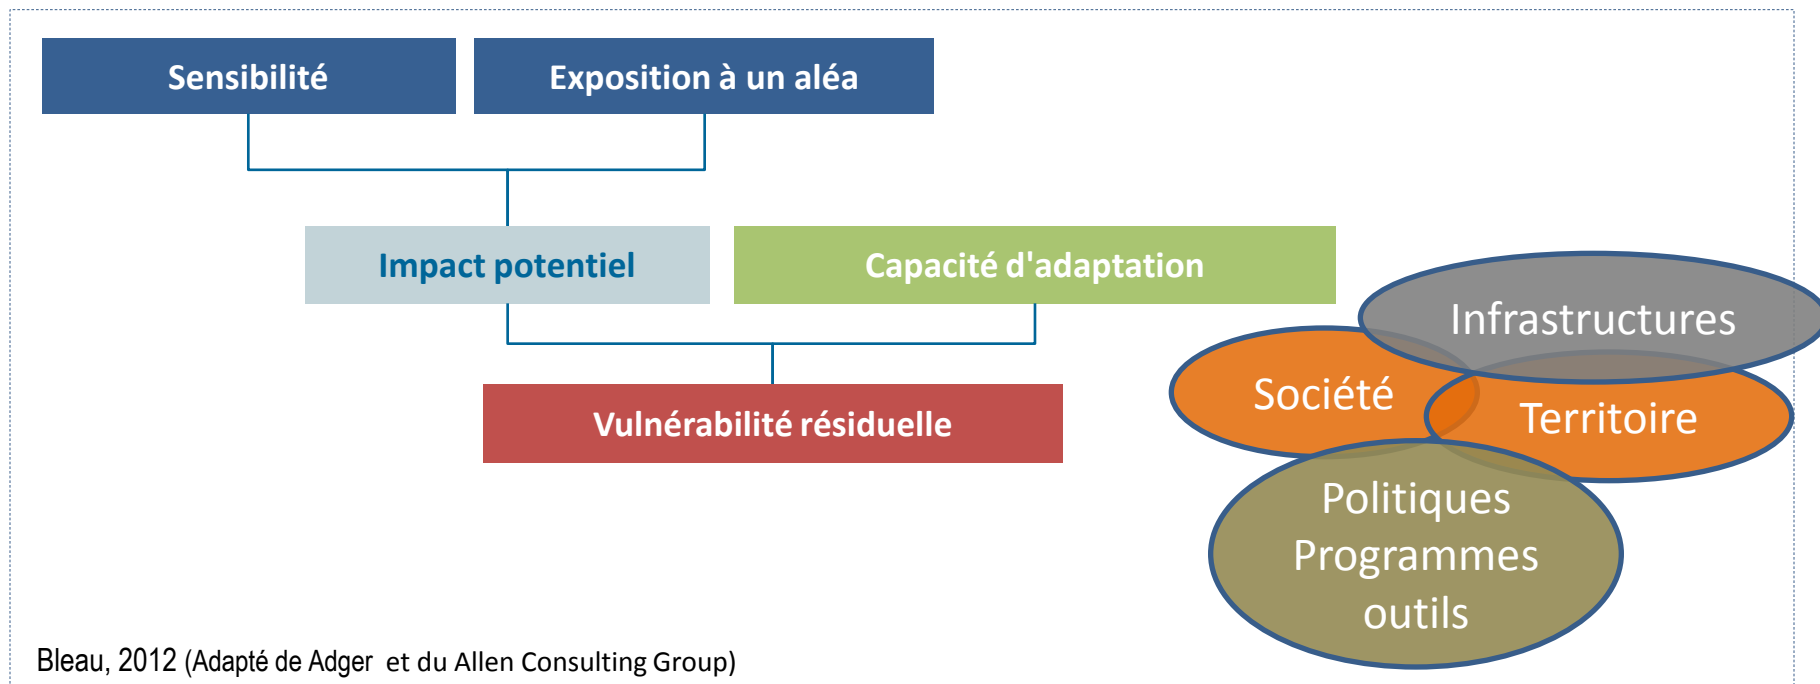 Sensibilité
Exposition à un aléa
Impact potentiel
Capacité d'adaptation
Infrastructures
Société
Territoire
Vulnérabilité résiduelle
Politiques
Programmes
outils
Bleau, 2012 (Adapté de Adger et du Allen Consulting Group)